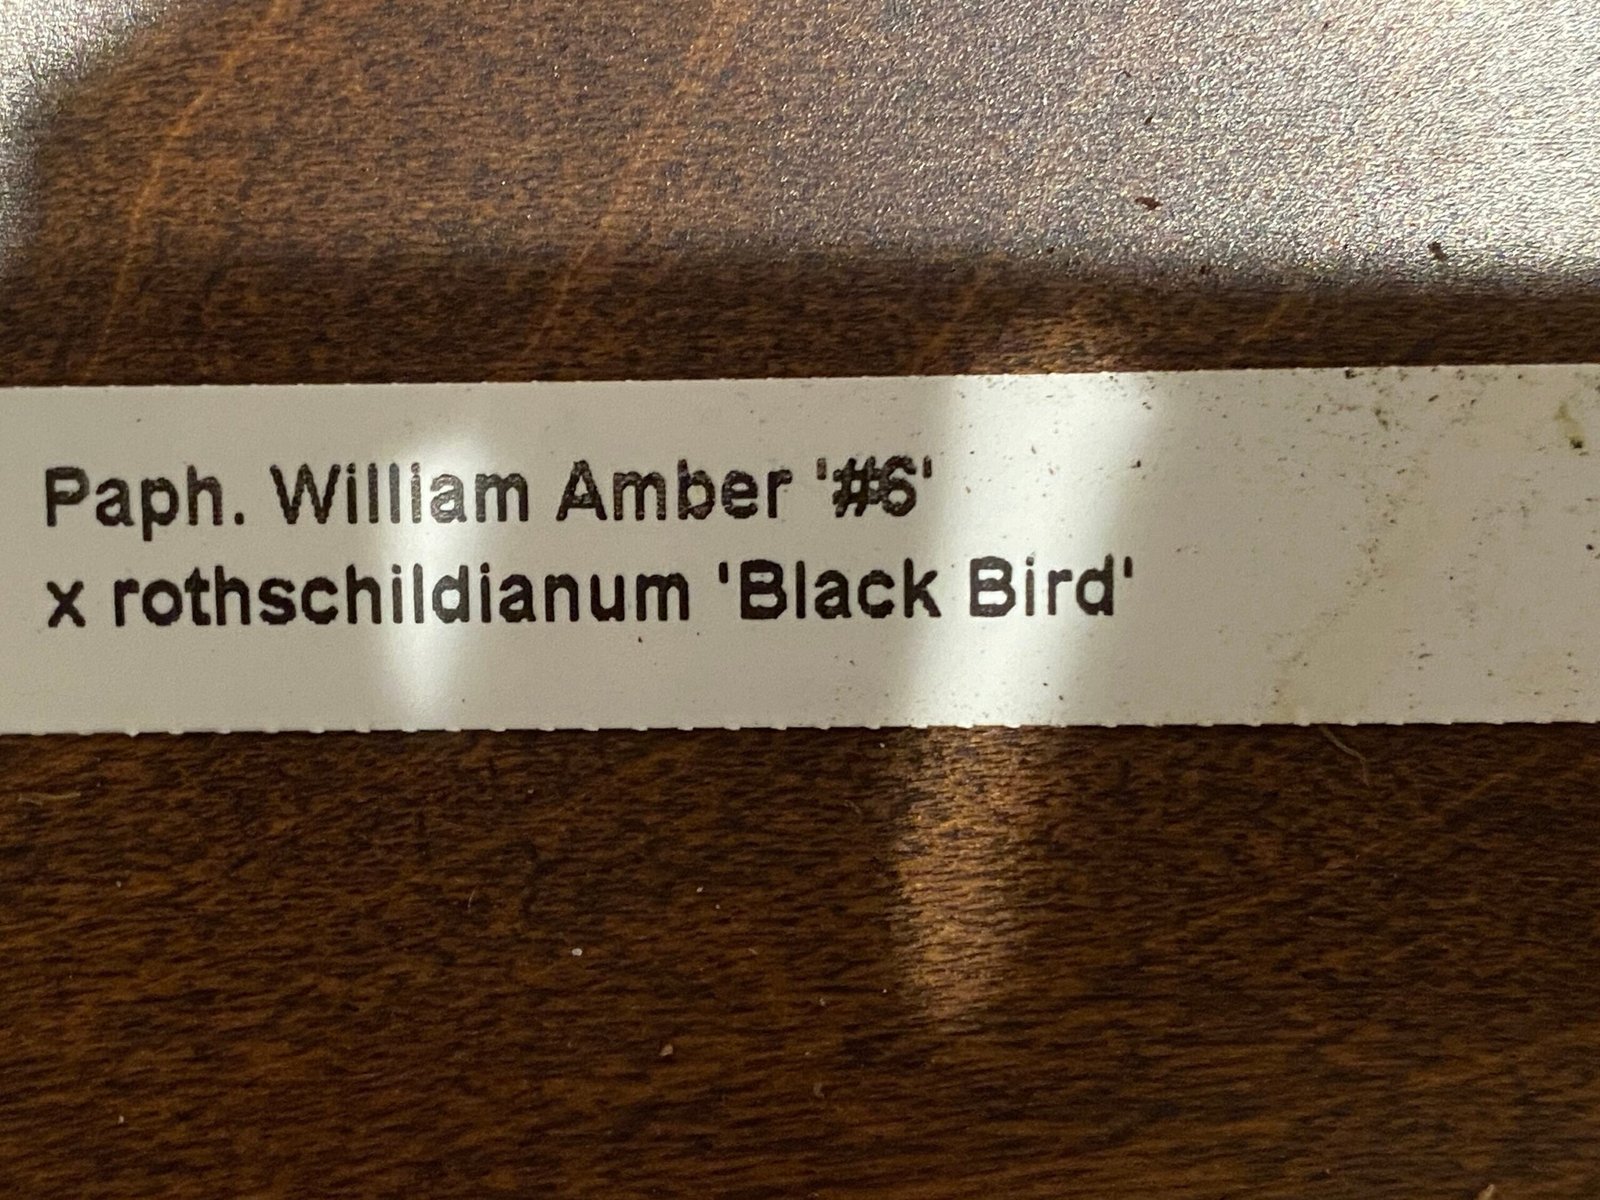 Paph. William Amber '#6'
x rothschildianum 'Black Bird'